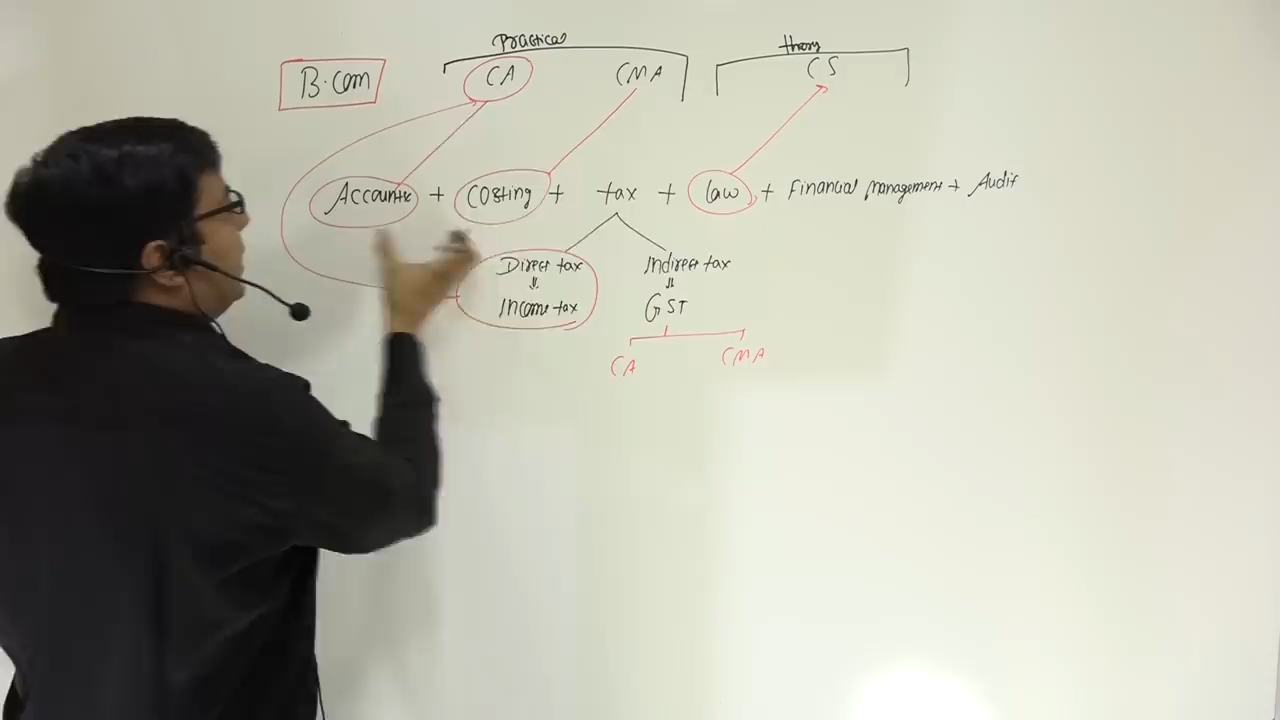 Practical
theory
B.com
CA
CMA
CS
Accounts + Costing + tax + law + Financial management + Audit
Direct tax
Indirect tax
Income tax
GST
CA
CMA